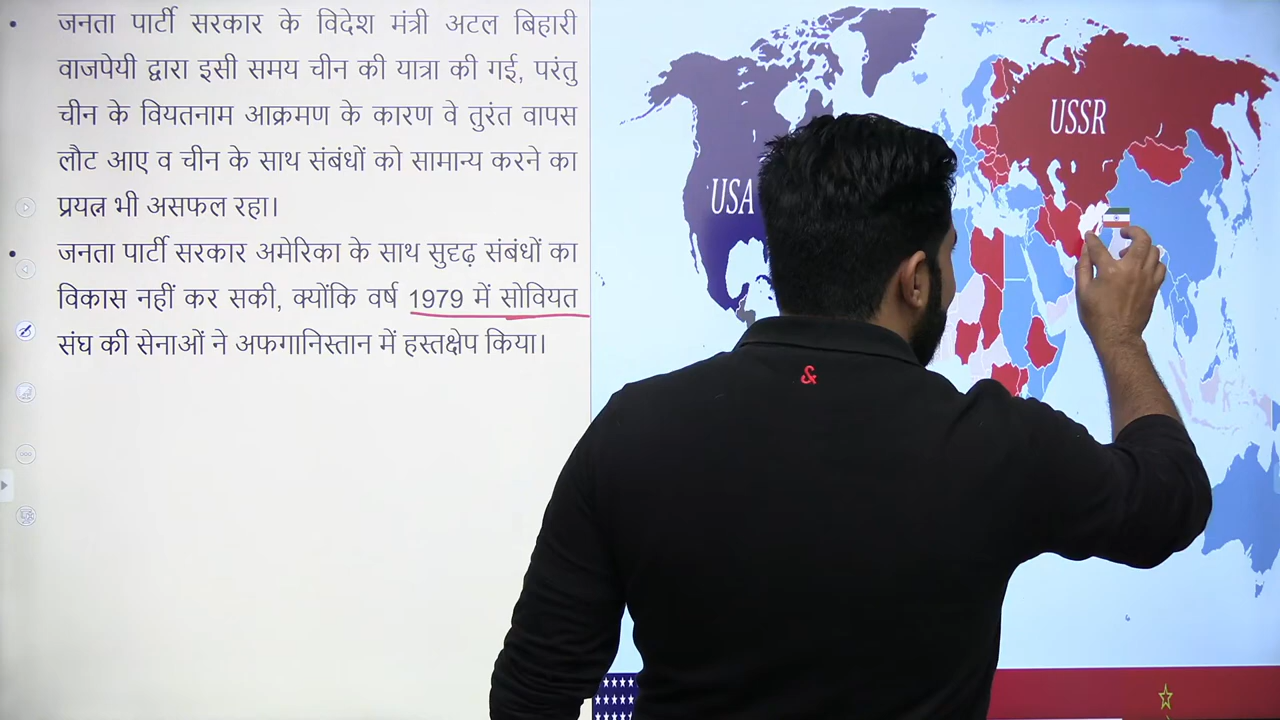 जनता पार्टी सरकार के विदेश मंत्री अटल बिहारी
वाजपेयी द्वारा इसी समय चीन की यात्रा की गई, परंतु
चीन के वियतनाम आक्रमण के कारण वे तुरंत वापस
लौट आए व चीन के साथ संबंधों को सामान्य करने का
प्रयत्न भी असफल रहा।
जनता पार्टी सरकार अमेरिका के साथ सुदृढ़ संबंधों का
विकास नहीं कर सकी, क्योंकि वर्ष 1979 में सोवियत
संघ की सेनाओं ने अफगानिस्तान में हस्तक्षेप किया।
USA
USSR
&